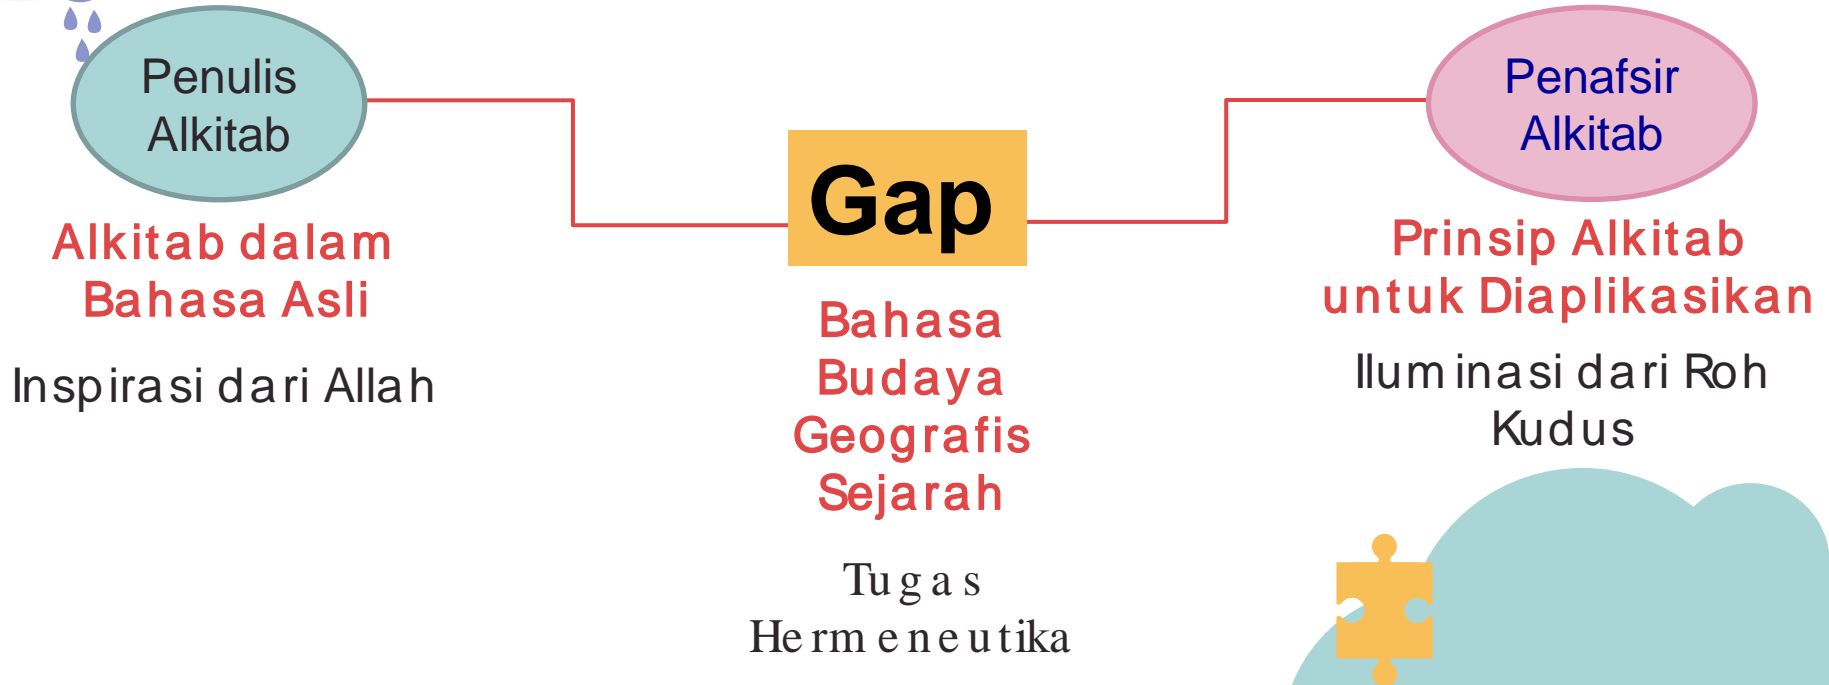 Penulis
Alkitab
Alkitab dalam
Bahasa Asli
Inspirasi dari Allah
Gap
Bahasa
Budaya
Geografis
Sejarah
Tugas
Hermeneutika
Penafsir
Alkitab
Prinsip Alkitab
untuk Diaplikasikan
Iluminasi dari Roh
Kudus